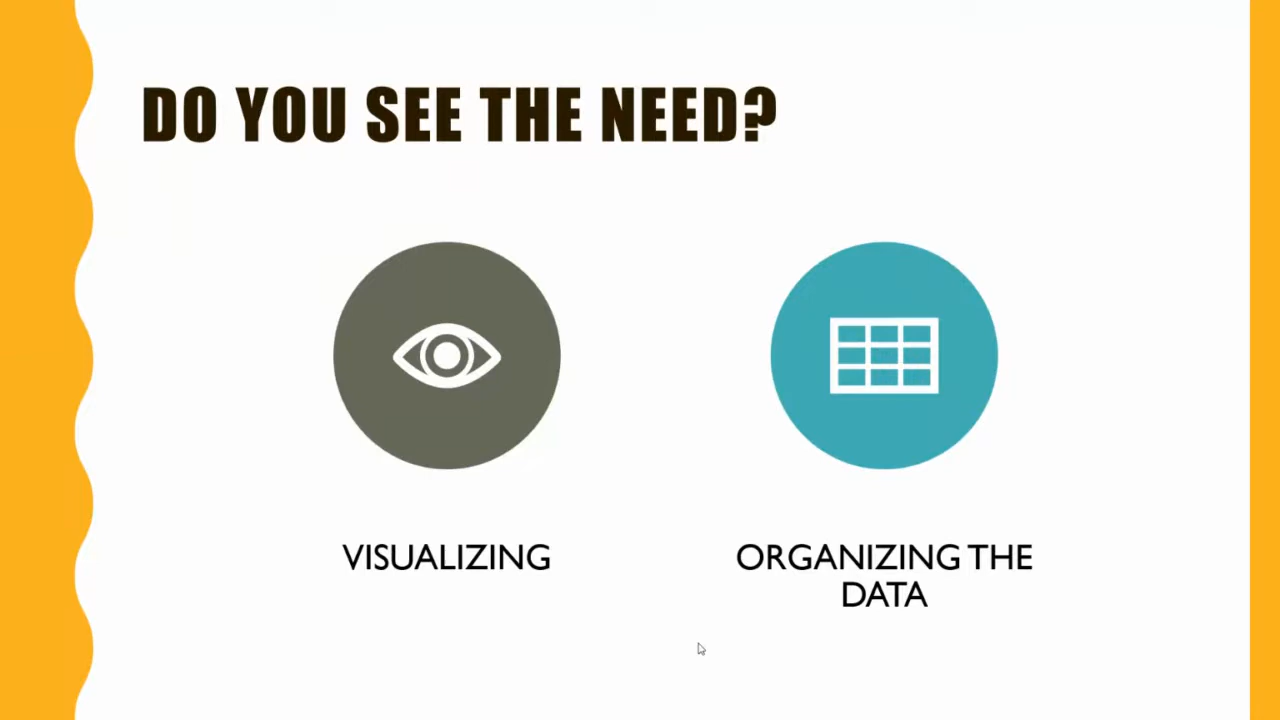 DO YOU SEE THE NEED?
VISUALIZING
ORGANIZING THE
DATA